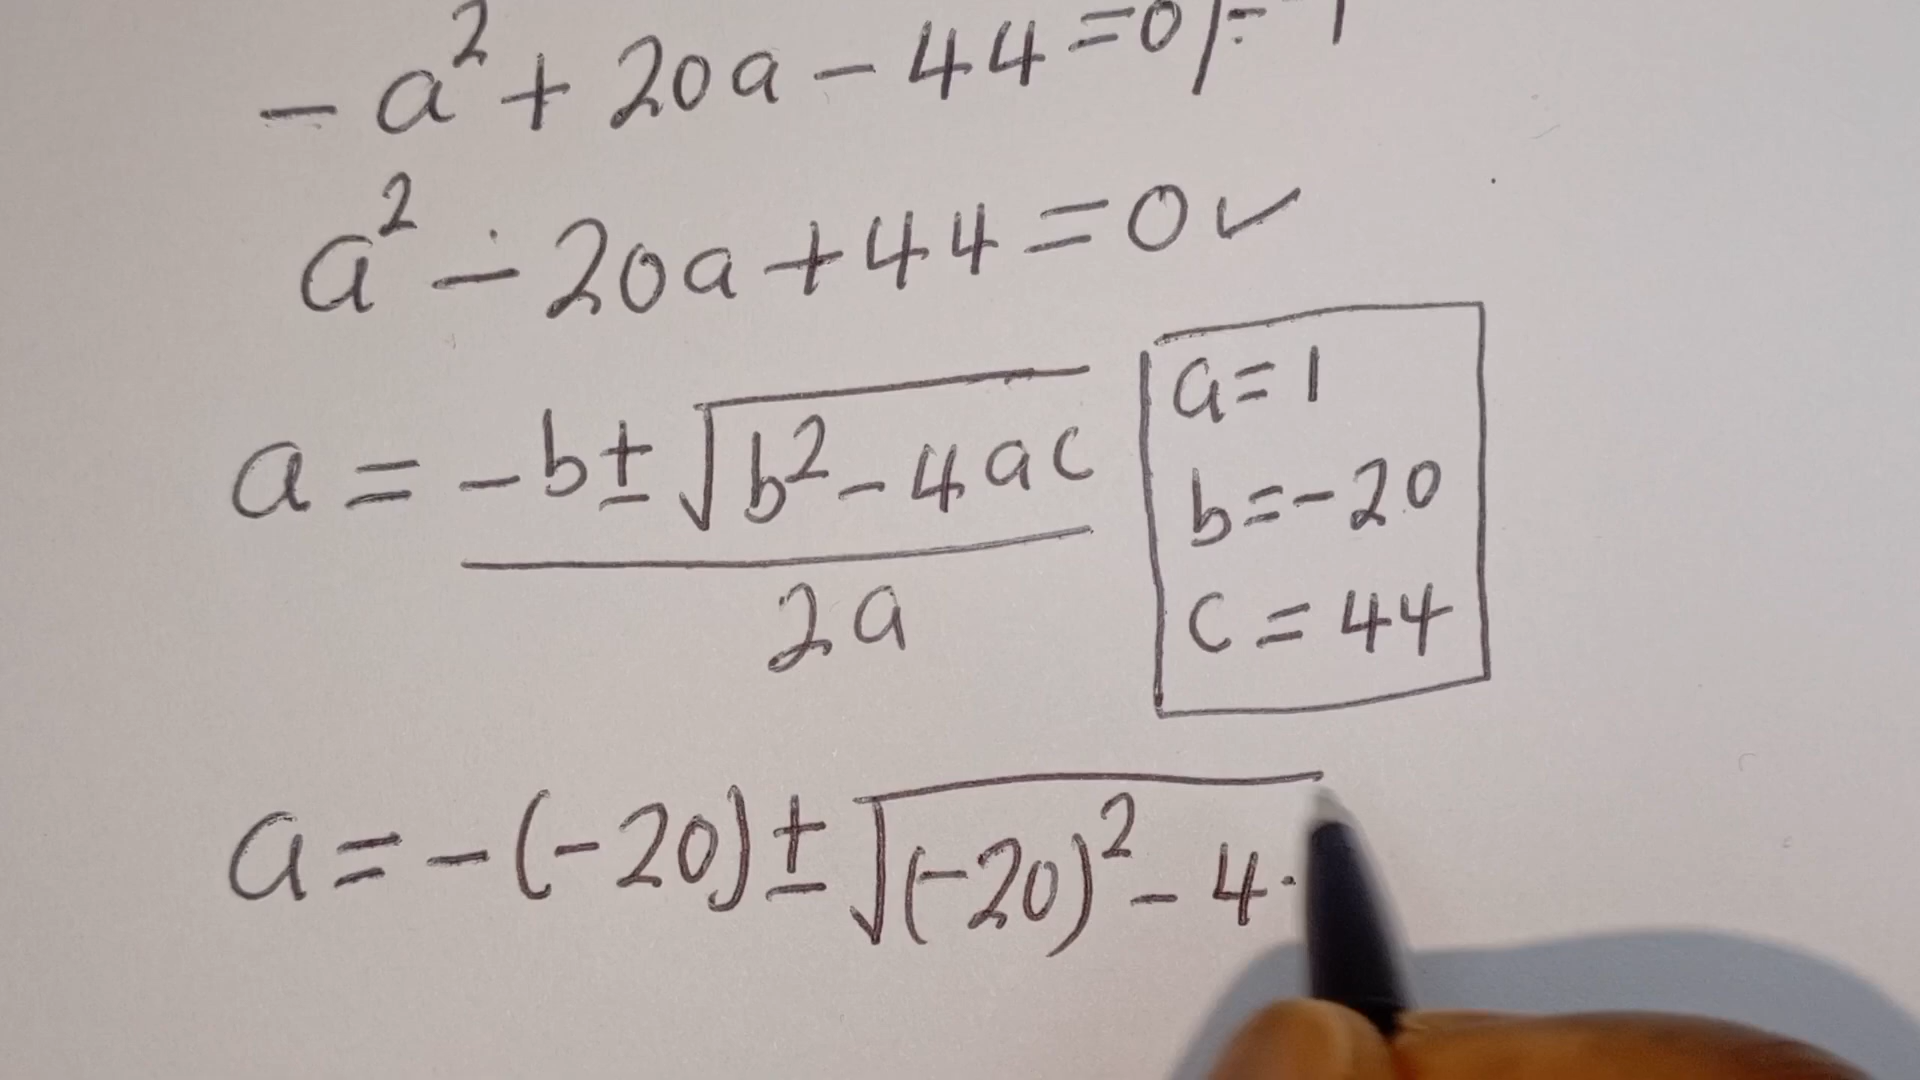 -a²+20a-44=0/÷-1
a²-20a+44=0✓
a=-b±√b²-4ac
2a
a=1
b=-20
c=44
a=-(-20)±√(-20)²-4.